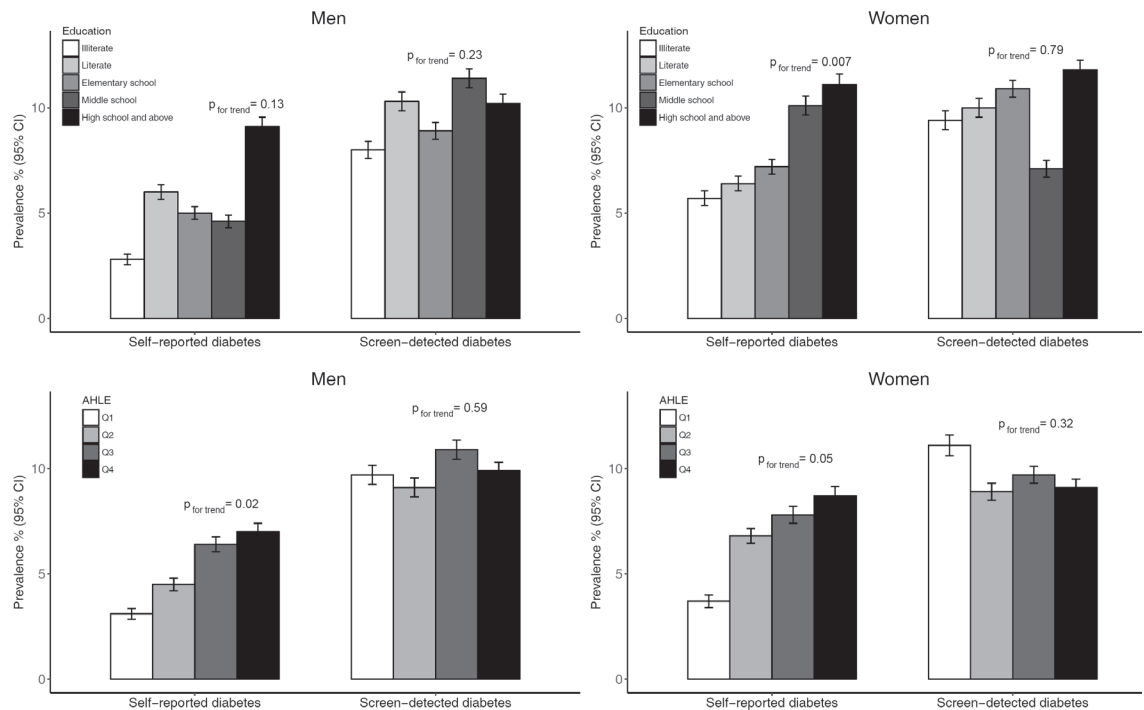 Men
Education
Illiterate
Literate
Elementary school
Middle school
High school and above
p for trend = 0.13
p for trend = 0.23
Prevalence % (95% CI)
10
5
0
Self−reported diabetes
Screen−detected diabetes
Women
Education
Illiterate
Literate
Elementary school
Middle school
High school and above
p for trend = 0.007
p for trend = 0.79
Prevalence % (95% CI)
10
5
0
Self−reported diabetes
Screen−detected diabetes
Men
AHLE
Q1
Q2
Q3
Q4
p for trend = 0.02
p for trend = 0.59
Prevalence % (95% CI)
10
5
0
Self−reported diabetes
Screen−detected diabetes
Women
AHLE
Q1
Q2
Q3
Q4
p for trend = 0.05
p for trend = 0.32
Prevalence % (95% CI)
10
5
0
Self−reported diabetes
Screen−detected diabetes